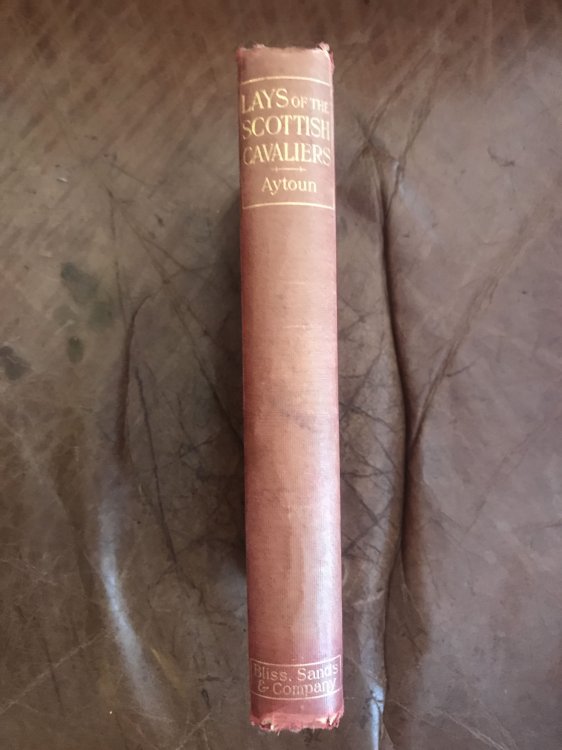 LAYS OF THE
SCOTTISH
CAVALIERS
Aytoun
Bliss, Sands
& Company